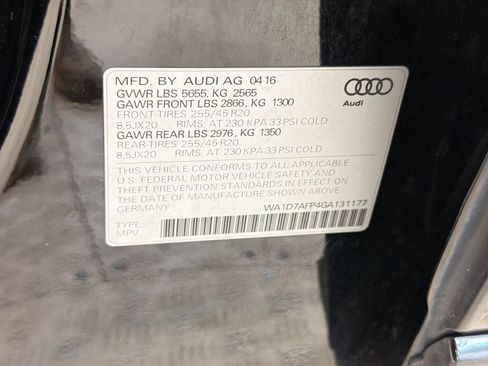 MFD. BY AUDI AG 04 16
GVWR LBS 5655, KG 2565
GAWR FRONT LBS 2866, KG 1300
FRONT-TIRES 255/45 R20
8,5JX20 RIMS, AT 230 KPA 33 PSI COLD
GAWR REAR LBS 2976, KG 1350
REAR-TIRES 255/45 R20
8,5JX20 RIMS, AT 230 KPA 33 PSI COLD
THIS VEHICLE CONFORMS TO ALL APPLICABLE
U.S. FEDERAL MOTOR VEHICLE SAFETY AND
THEFT PREVENTION STANDARDS IN EFFECT ON
THE DATE OF MANUFACTURE SHOWN ABOVE
GERMANY
WA1D7AFP4GA131177
TYPE:
MPV
Audi